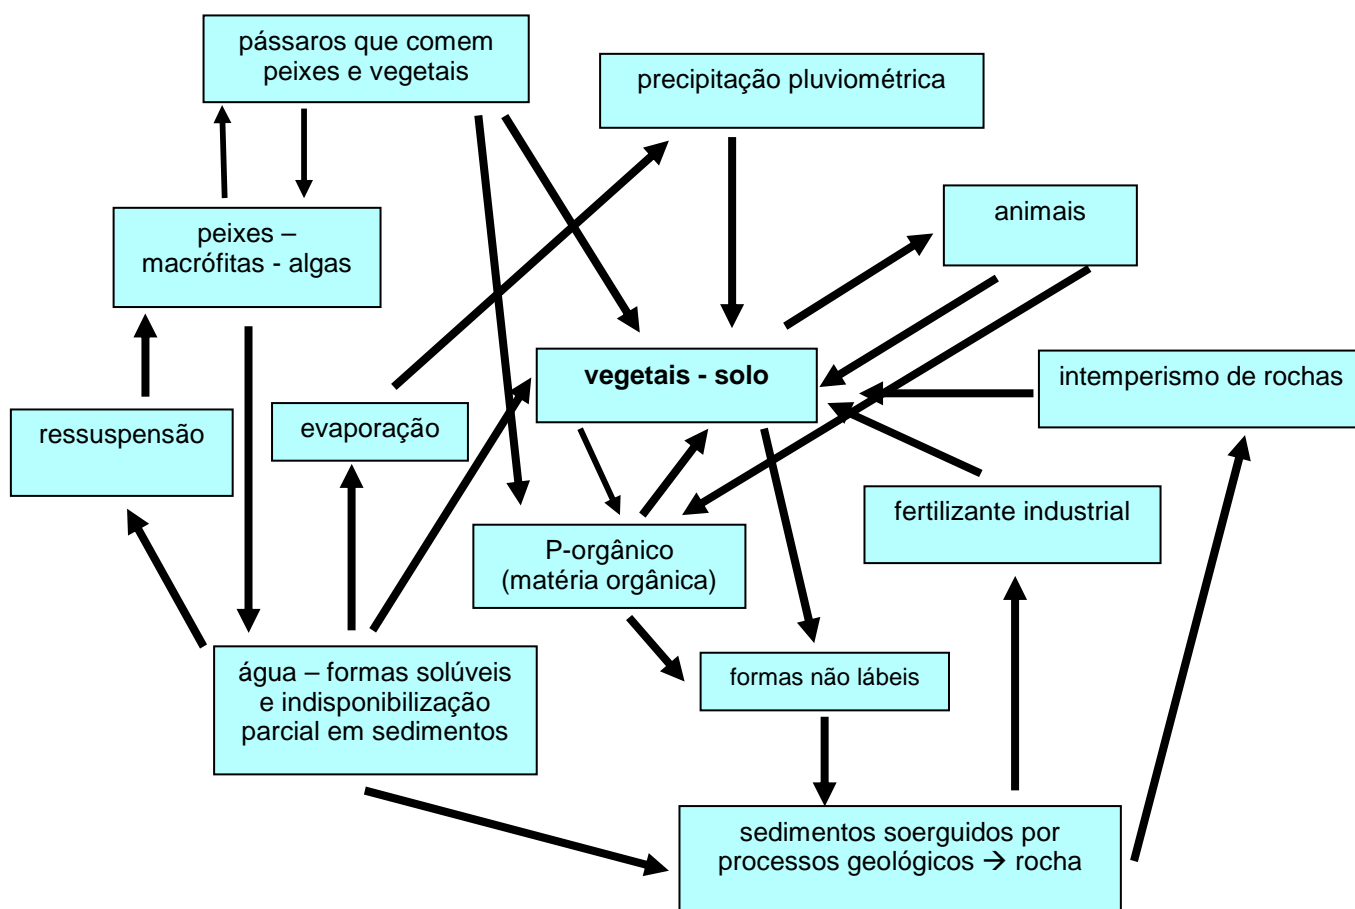 pássaros que comem
peixes e vegetais
precipitação pluviométrica
animais
peixes –
macrófitas - algas
vegetais - solo
intemperismo de rochas
ressuspensão
evaporação
fertilizante industrial
P-orgânico
(matéria orgânica)
água – formas solúveis
e indisponibilização
parcial em sedimentos
formas não lábeis
sedimentos soerguidos por
processos geológicos → rocha